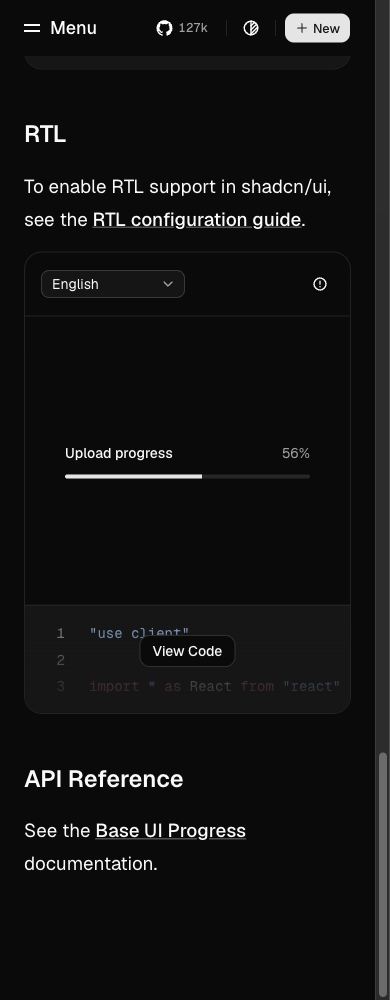 Menu 127k New
RTL
To enable RTL support in shadcn/ui,
see the RTL configuration guide.
English
Upload progress 56%
1 "use client"
View Code
2
3 import * as React from "react"
API Reference
See the Base UI Progress
documentation.